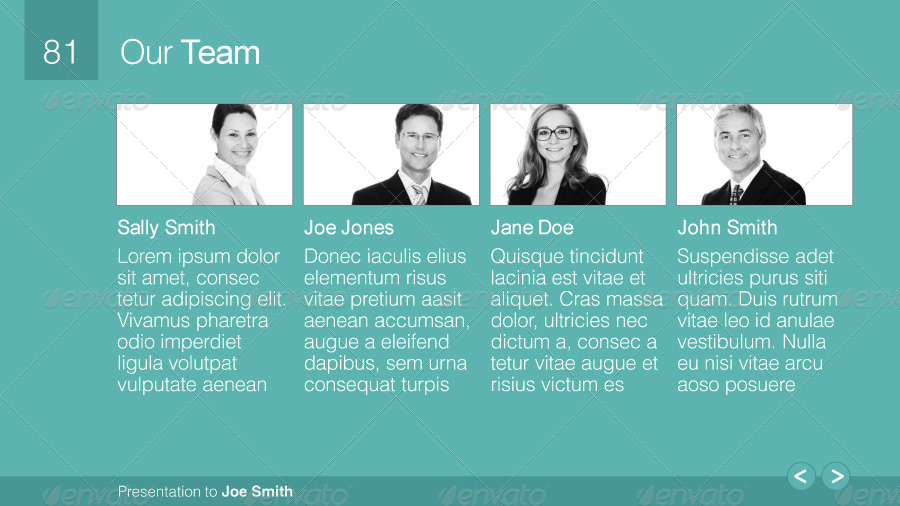 81
Our Team
Sally Smith
Lorem ipsum dolor
sit amet, consec
tetur adipiscing elit.
Vivamus pharetra
odio imperdiet
ligula volutpat
vulputate aenean
Joe Jones
Donec iaculis elius
elementum risus
vitae pretium aasit
aenean accumsan,
augue a eleifend
dapibus, sem urna
consequat turpis
Jane Doe
Quisque tincidunt
lacinia est vitae et
aliquet. Cras massa
dolor, ultricies nec
dictum a, consec a
tetur vitae augue et
risius victum es
John Smith
Suspendisse adet
ultricies purus siti
quam. Duis rutrum
vitae leo id anulae
vestibulum. Nulla
eu nisi vitae arcu
aoso posuere
Presentation to Joe Smith
< >
envato